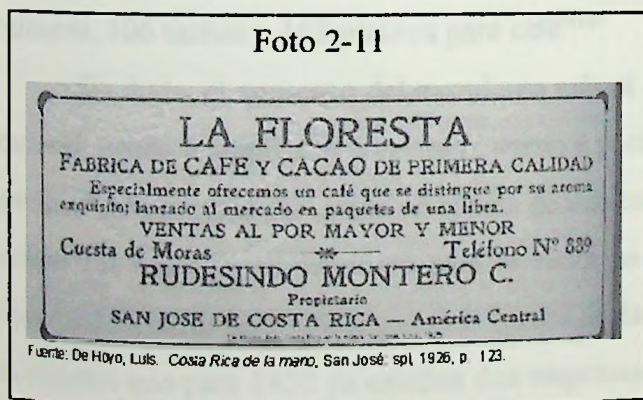 Foto 2-11
LA FLORESTA
FABRICA DE CAFE Y CACAO DE PRIMERA CALIDAD
Especialmente ofrecemos un café que se distingue por su aroma
exquisito; lanzado al mercado en paquetes de una libra.
VENTAS AL POR MAYOR Y MENOR
Cuesta de Moras Teléfono Nº 889
RUDESINDO MONTERO C.
Propietario
SAN JOSE DE COSTA RICA — América Central
Fuente: De Hoyo, Luis. Costa Rica de la mano, San José: spi, 1926, p. 123.